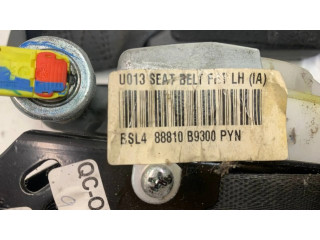 U013 SEAT BELT FRT LH (IA)
BSL4 88810 B9300 PYN
QC-O